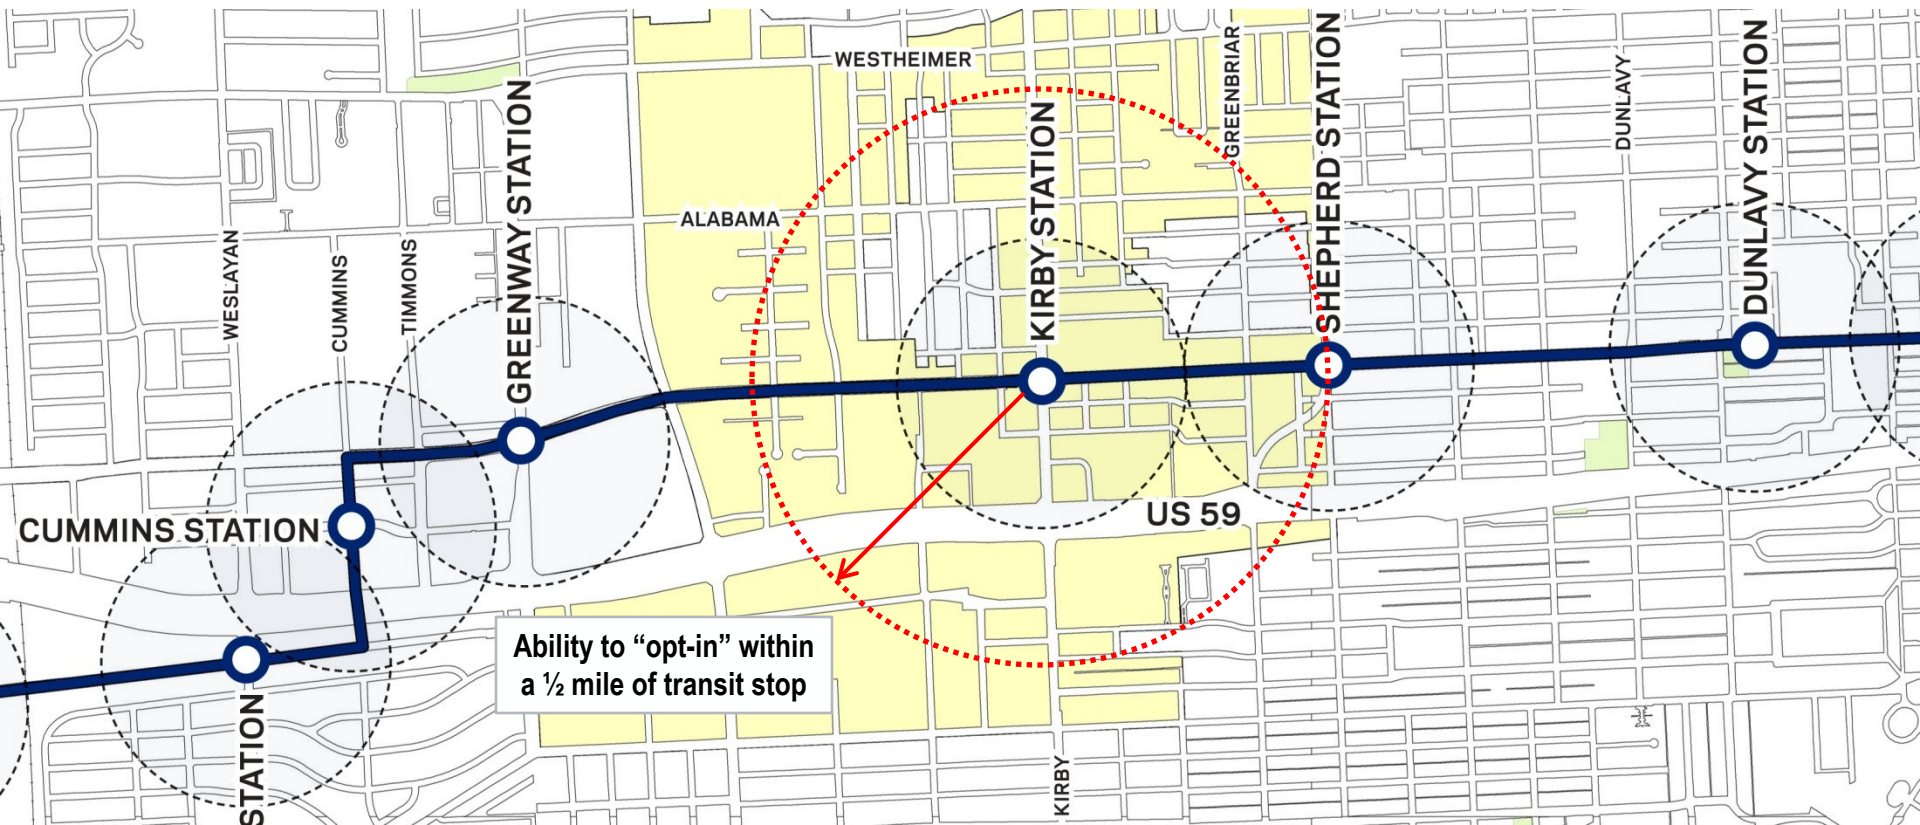 WESTHEIMER
GREENBRIAR
SHEPHERD STATION
DUNLAVY
DUNLAVY STATION
GREENWAY STATION
KIRBY STATION
ALABAMA
WESLAYAN
CUMMINS
TIMMONS
CUMMINS STATION
US 59
Ability to “opt-in” within
a ½ mile of transit stop
STATION
KIRBY